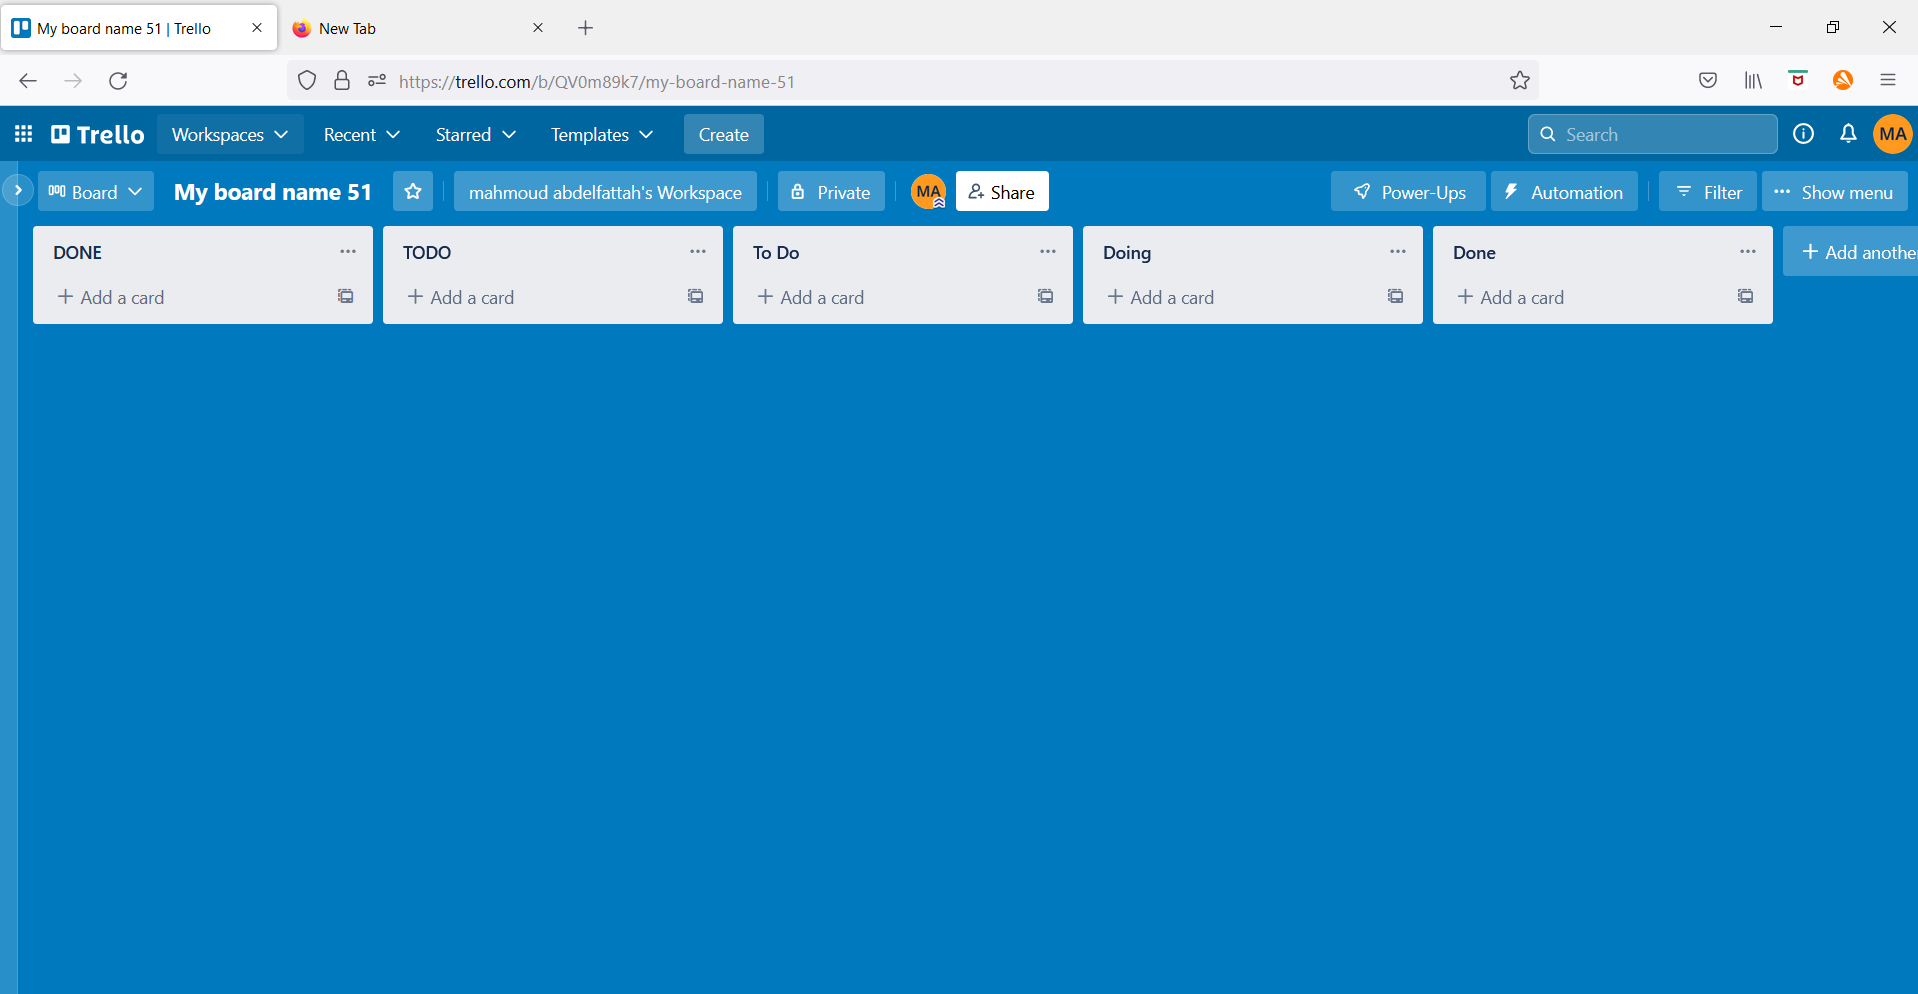 My board name 51 | Trello
New Tab
https://trello.com/b/QV0m89k7/my-board-name-51
Trello
Workspaces
Recent
Starred
Templates
Create
Search
MA
Board
My board name 51
mahmoud abdelfattah's Workspace
Private
MA
Share
Power-Ups
Automation
Filter
Show menu
DONE
TODO
To Do
Doing
Done
+ Add anothe
+ Add a card
+ Add a card
+ Add a card
+ Add a card
+ Add a card